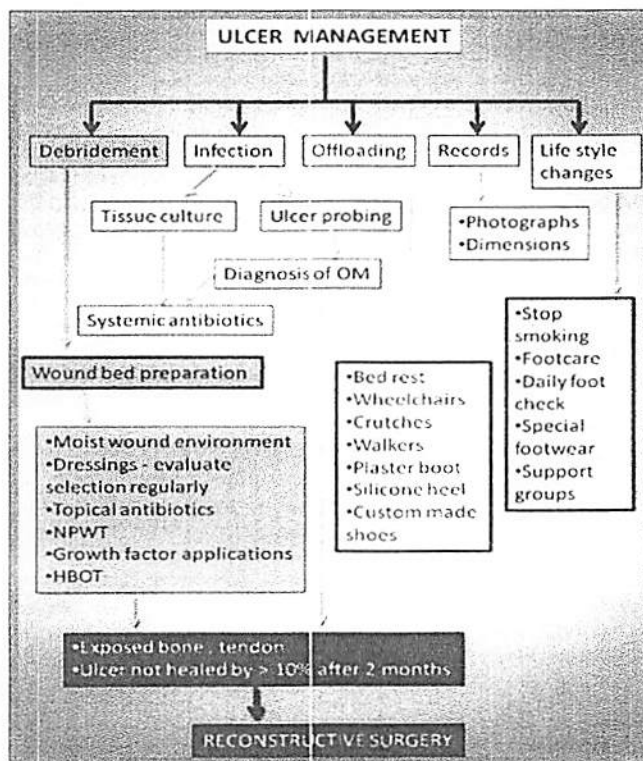 ULCER MANAGEMENT
Debridement
Infection
Offloading
Records
Life style
changes
Tissue culture
Ulcer probing
•Photographs
•Dimensions
Diagnosis of OM
Systemic antibiotics
Wound bed preparation
•Moist wound environment
•Dressings - evaluate
selection regularly
•Topical antibiotics
•NPWT
•Growth factor applications
•HBOT
•Bed rest
•Wheelchairs
•Crutches
•Walkers
•Plaster boot
•Silicone heel
•Custom made
shoes
•Stop
smoking
•Footcare
•Daily foot
check
•Special
footwear
•Support
groups
•Exposed bone , tendon
•Ulcer not healed by > 10% after 2 months
RECONSTRUCTIVE SURGERY